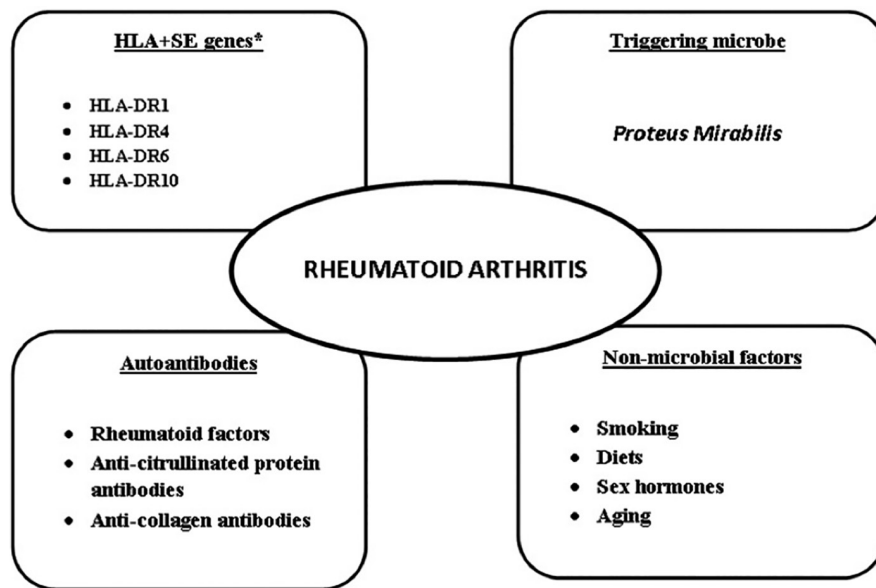 HLA+SE genes*
• HLA-DR1
• HLA-DR4
• HLA-DR6
• HLA-DR10
Triggering microbe
Proteus Mirabilis
RHEUMATOID ARTHRITIS
Autoantibodies
• Rheumatoid factors
• Anti-citrullinated protein
antibodies
• Anti-collagen antibodies
Non-microbial factors
• Smoking
• Diets
• Sex hormones
• Aging